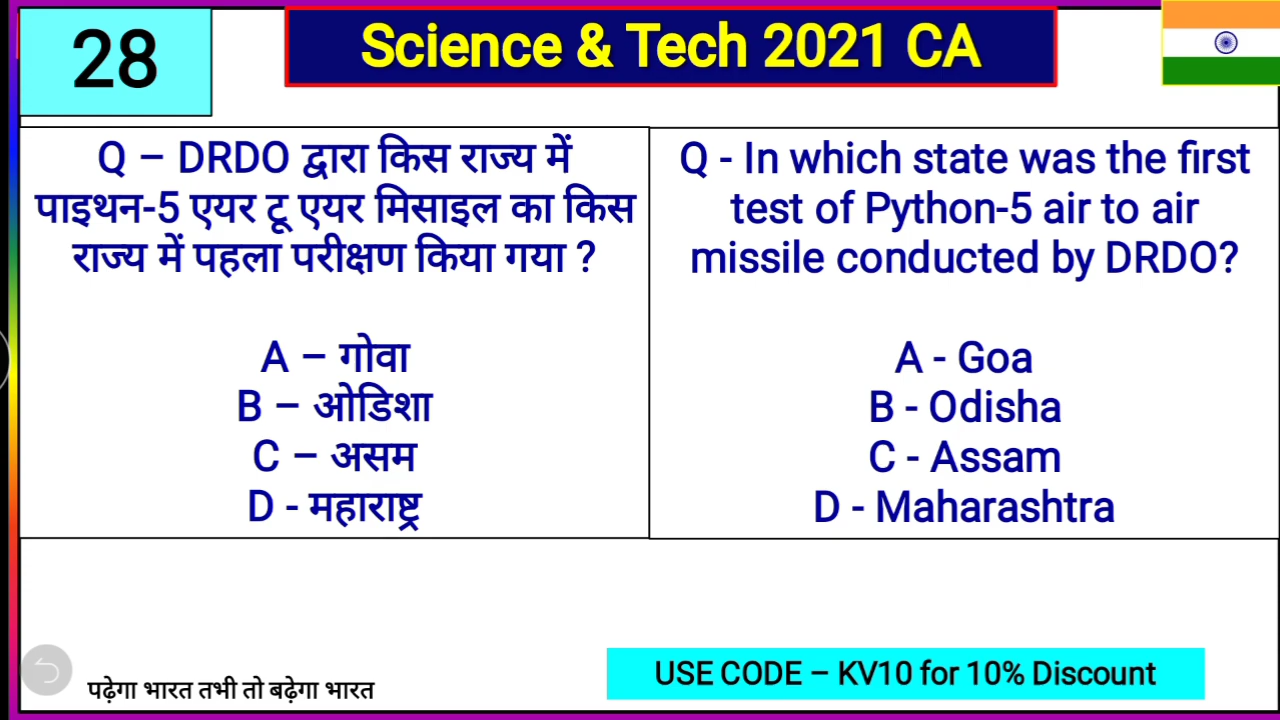 28
Science & Tech 2021 CA
Q – DRDO द्वारा किस राज्य में
पाइथन-5 एयर टू एयर मिसाइल का किस
राज्य में पहला परीक्षण किया गया ?
A – गोवा
B – ओडिशा
C – असम
D - महाराष्ट्र
Q - In which state was the first
test of Python-5 air to air
missile conducted by DRDO?
A - Goa
B - Odisha
C - Assam
D - Maharashtra
पढ़ेगा भारत तभी तो बढ़ेगा भारत
USE CODE – KV10 for 10% Discount